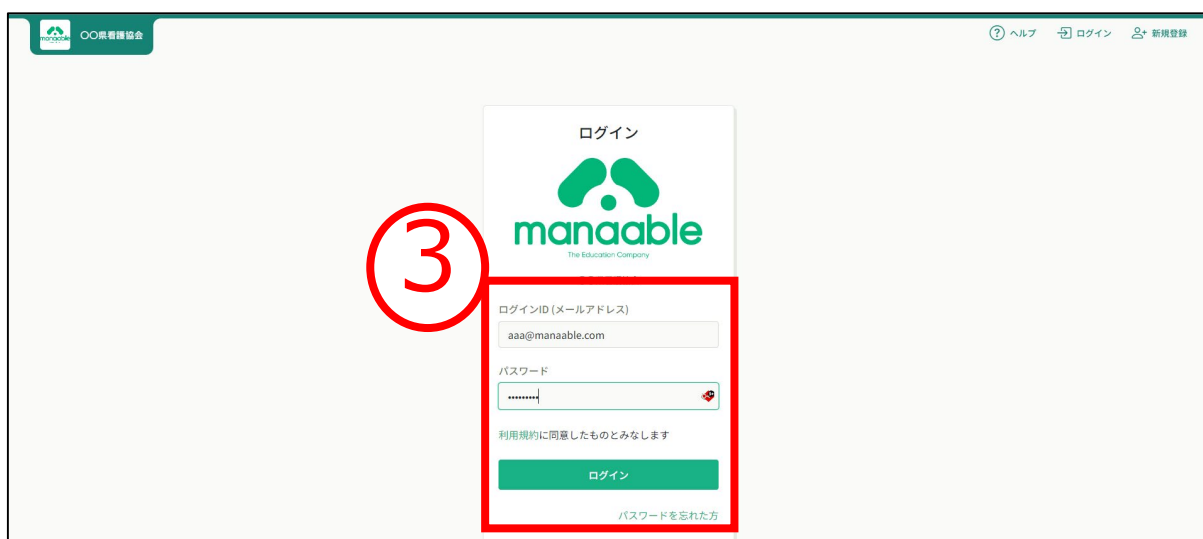 manaable
〇〇県看護協会
ヘルプ
ログイン
新規登録
ログイン
manaable
The Education Company
③
ログインID (メールアドレス)
aaa@manaable.com
パスワード
•••••••••
利用規約に同意したものとみなします
ログイン
パスワードを忘れた方